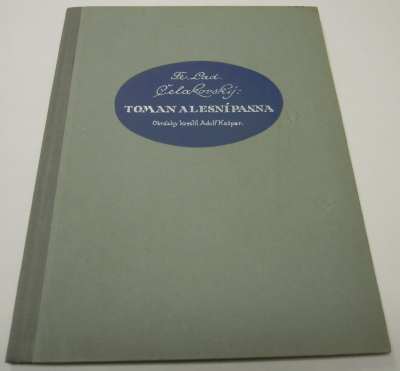 Fr. Lad.
Čelakovský:
TOMAN A LESNÍ PANNA
Obrázky kreslil Adolf Kašpar.